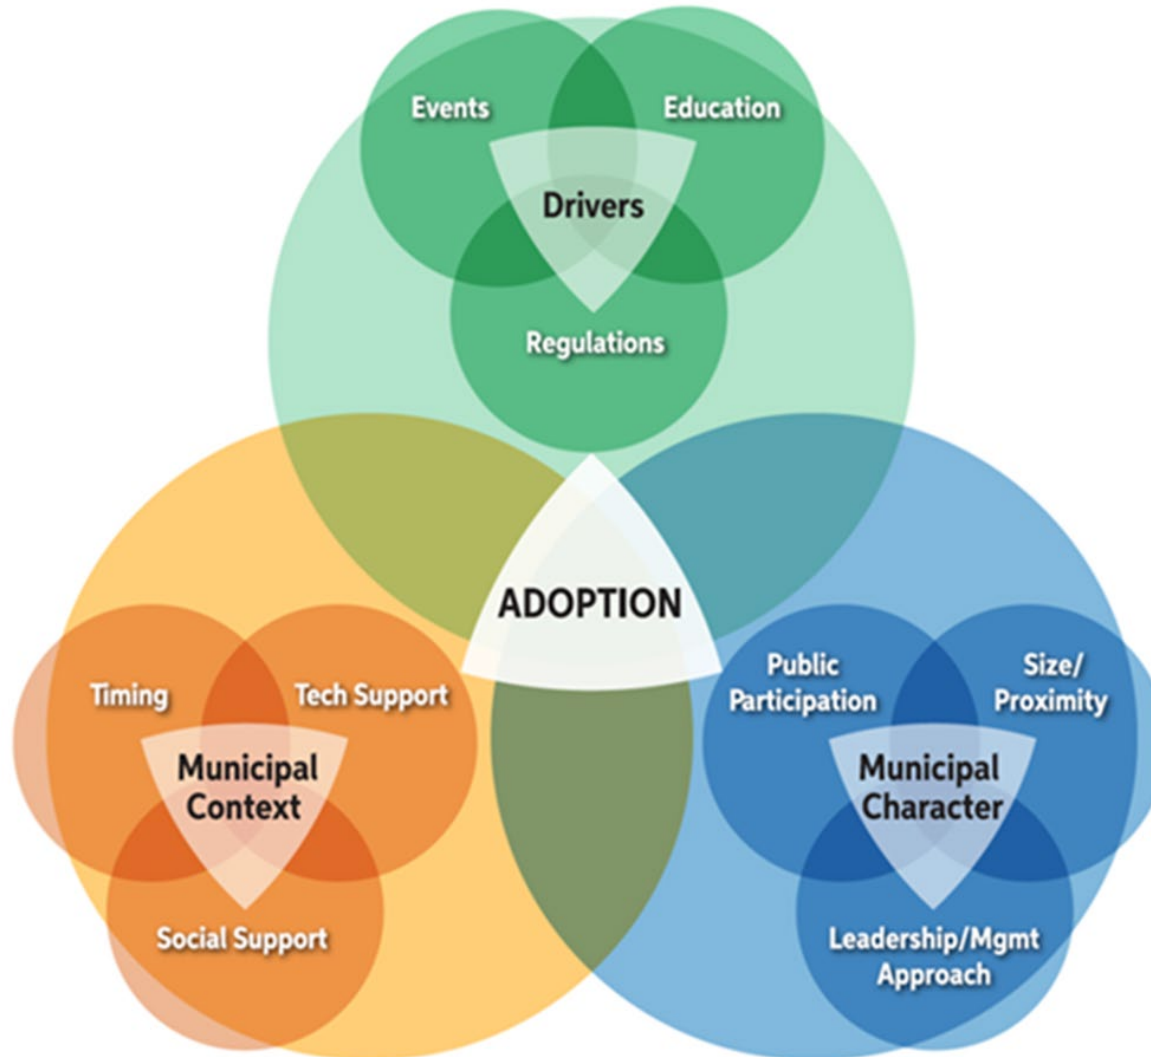 Events
Education
Drivers
Regulations
ADOPTION
Timing
Tech Support
Municipal
Context
Social Support
Public
Participation
Size/
Proximity
Municipal
Character
Leadership/Mgmt
Approach